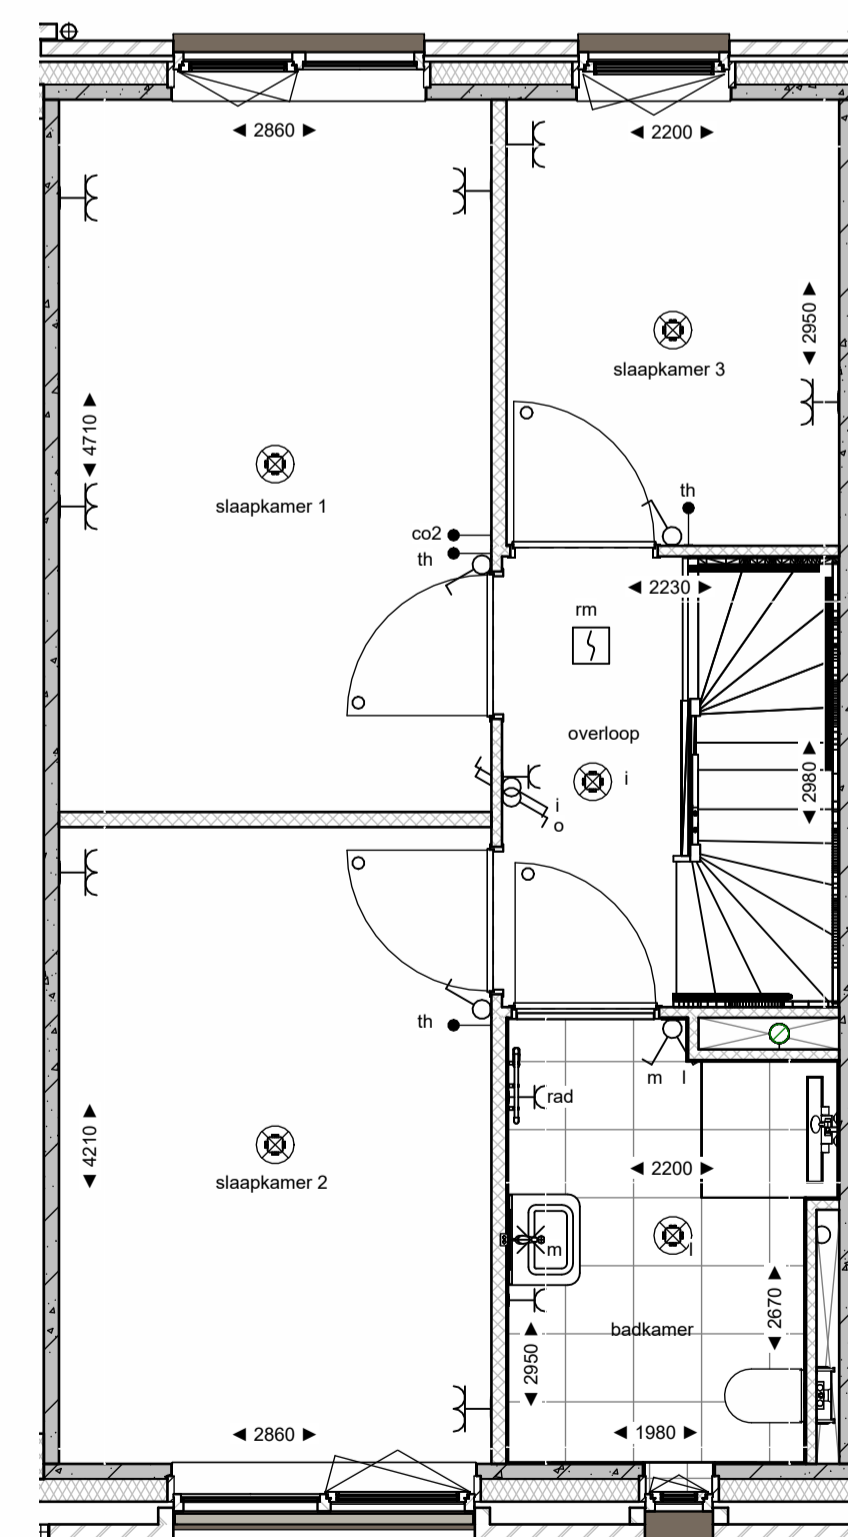 2860
2200
2950
slaapkamer 3
4710
slaapkamer 1
th
co2
th
2230
rm
overloop
i
2980
i
o
th
m l
rad
4210
2200
slaapkamer 2
m
l
2670
badkamer
2950
2860
1980